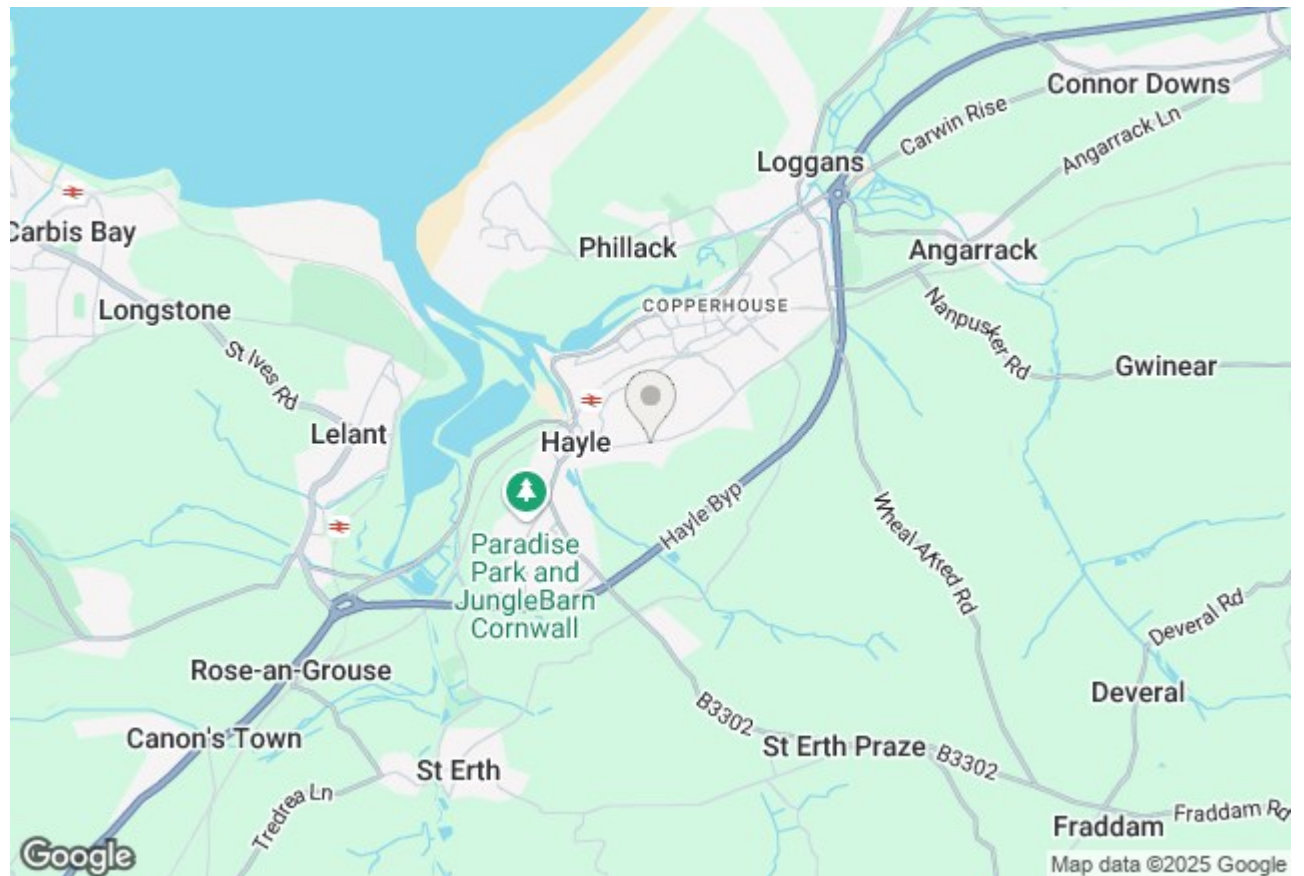 Connor Downs
Carwin Rise
Angarrack Ln
Loggans
Carbis Bay
Phillack
Angarrack
COPPERHOUSE
Longstone
Nanpusker Rd
St Ives Rd
Gwinear
Lelant
Hayle
Hayle Byp
Wheal Alfred Rd
Paradise
Park and
JungleBarn
Cornwall
Deveral Rd
Rose-an-Grouse
Deveral
B3302
Canon's Town
St Erth Praze
B3302
St Erth
Tredrea Ln
Fraddam Rd
Fraddam
Google
Map data ©2025 Google